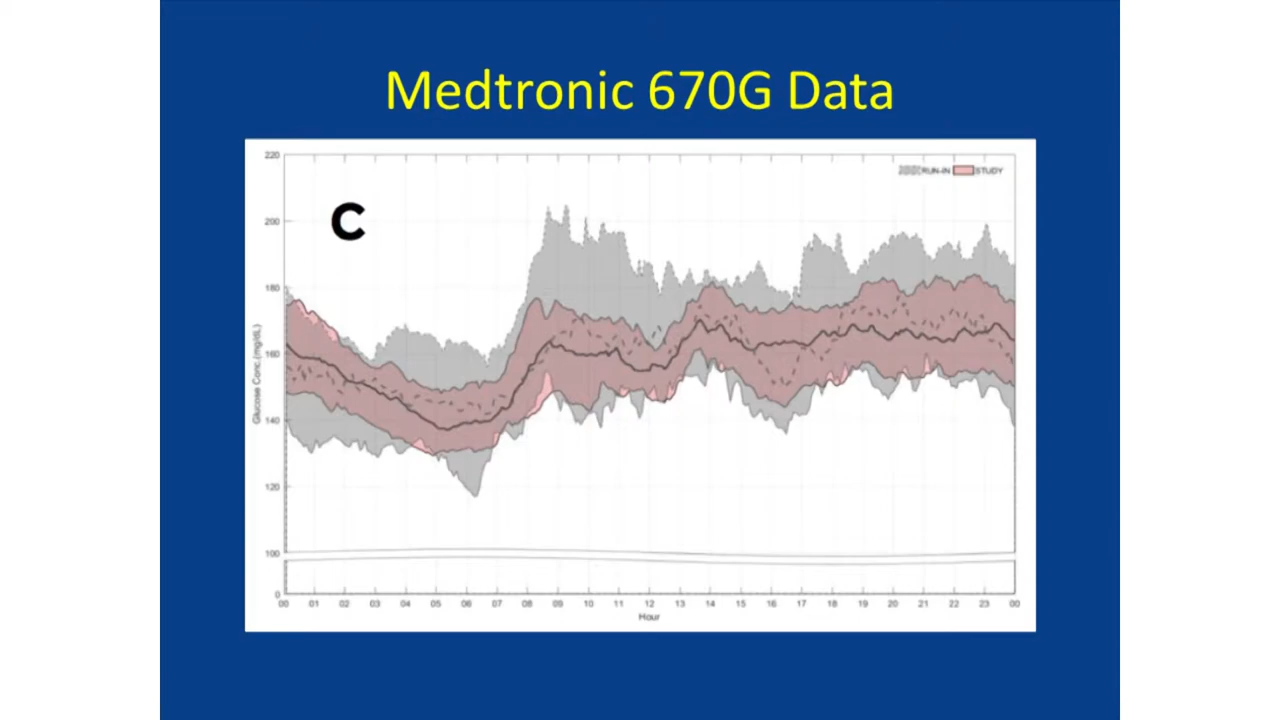 Medtronic 670G Data
220
RUN-IN STUDY
C
200
180
160
140
120
100
0
Glucose Conc. (mg/dL)
00 01 02 03 04 05 06 07 08 09 10 11 12 13 14 15 16 17 18 19 20 21 22 23 00
Hour